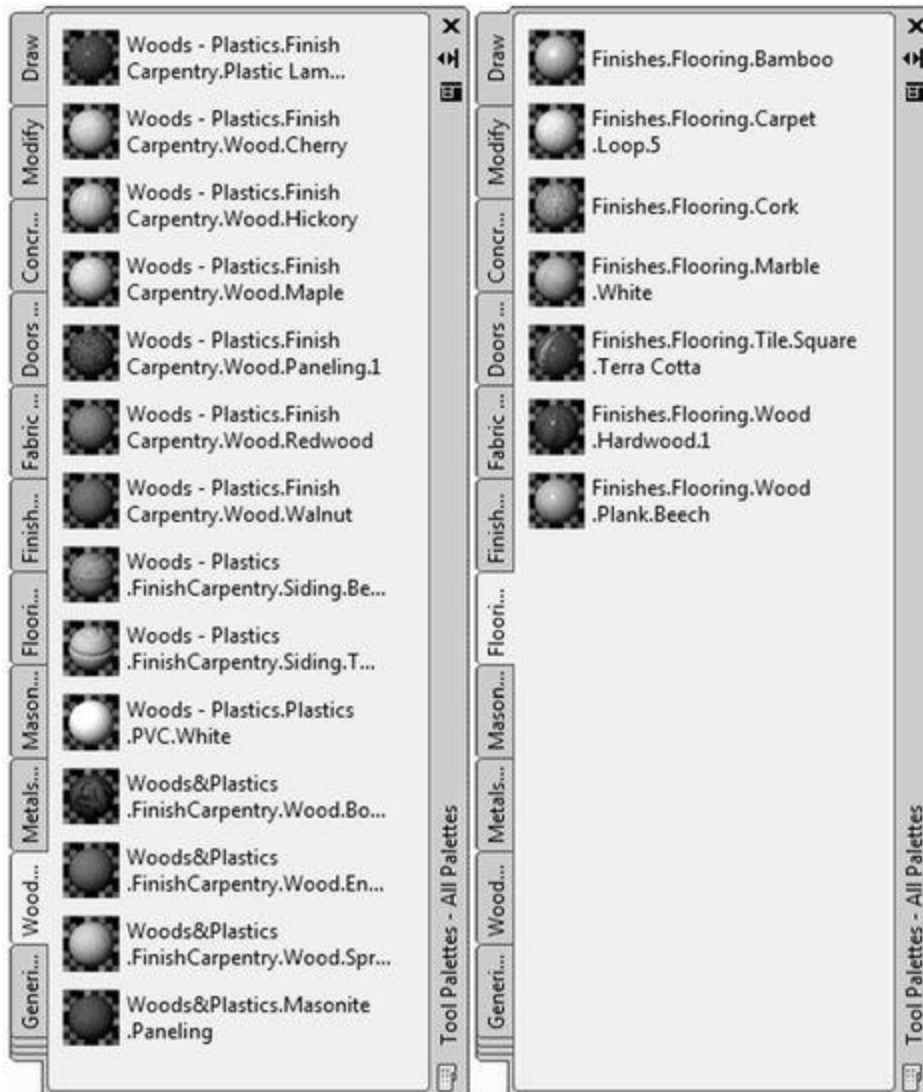 Draw
Modify
Concr...
Doors ...
Fabric ...
Finish...
Floori...
Mason...
Metals...
Wood...
Generi...
Woods - Plastics.Finish
Carpentry.Plastic Lam...
Woods - Plastics.Finish
Carpentry.Wood.Cherry
Woods - Plastics.Finish
Carpentry.Wood.Hickory
Woods - Plastics.Finish
Carpentry.Wood.Maple
Woods - Plastics.Finish
Carpentry.Wood.Paneling.1
Woods - Plastics.Finish
Carpentry.Wood.Redwood
Woods - Plastics.Finish
Carpentry.Wood.Walnut
Woods - Plastics
.FinishCarpentry.Siding.Be...
Woods - Plastics
.FinishCarpentry.Siding.T...
Woods - Plastics.Plastics
.PVC.White
Woods&Plastics
.FinishCarpentry.Wood.Bo...
Woods&Plastics
.FinishCarpentry.Wood.En...
Woods&Plastics
.FinishCarpentry.Wood.Spr...
Woods&Plastics.Masonite
.Paneling
Tool Palettes - All Palettes
Draw
Modify
Concr...
Doors ...
Fabric ...
Finish...
Floori...
Mason...
Metals...
Wood...
Generi...
Finishes.Flooring.Bamboo
Finishes.Flooring.Carpet
.Loop.5
Finishes.Flooring.Cork
Finishes.Flooring.Marble
.White
Finishes.Flooring.Tile.Square
.Terra Cotta
Finishes.Flooring.Wood
.Hardwood.1
Finishes.Flooring.Wood
.Plank.Beech
Tool Palettes - All Palettes